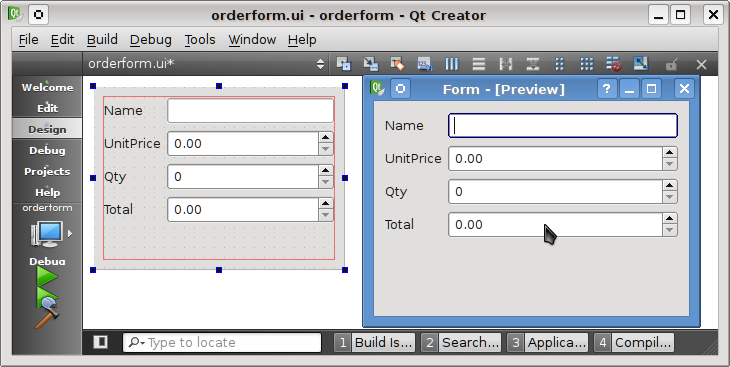 orderform.ui - orderform - Qt Creator
File Edit Build Debug Tools Window Help
orderform.ui*
Welcome
Edit
Design
Debug
Projects
Help
orderform
Debug
Name
UnitPrice 0.00
Qty 0
Total 0.00
Qt Form - [Preview] ?
Name
UnitPrice 0.00
Qty 0
Total 0.00
Type to locate 1 Build Is... 2 Search... 3 Applica... 4 Compil...